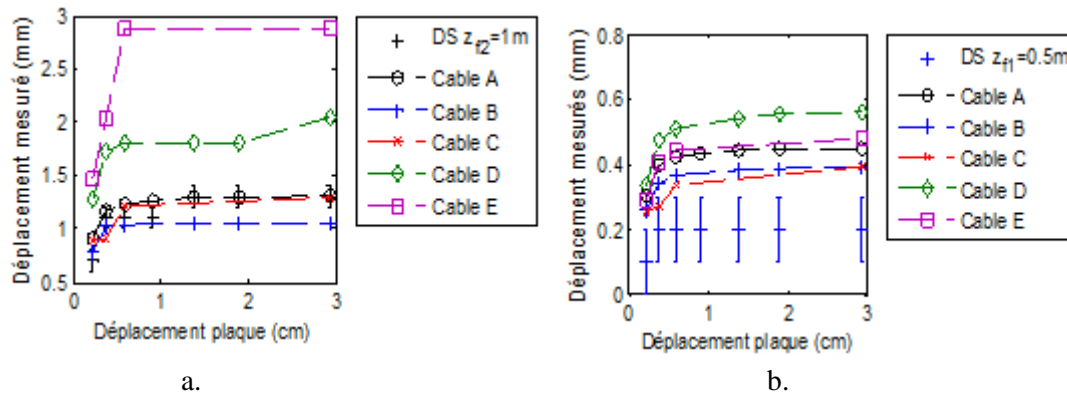 Déplacement mesuré (mm)
3
2.5
2
1.5
1
0.5
0
1
2
3
Déplacement plaque (cm)
DS z_f2=1m
Cable A
Cable B
Cable C
Cable D
Cable E
a.
Déplacement mesurés (mm)
0.8
0.6
0.4
0.2
0
0
1
2
3
Déplacement plaque (cm)
DS z_f1=0.5m
Cable A
Cable B
Cable C
Cable D
Cable E
b.